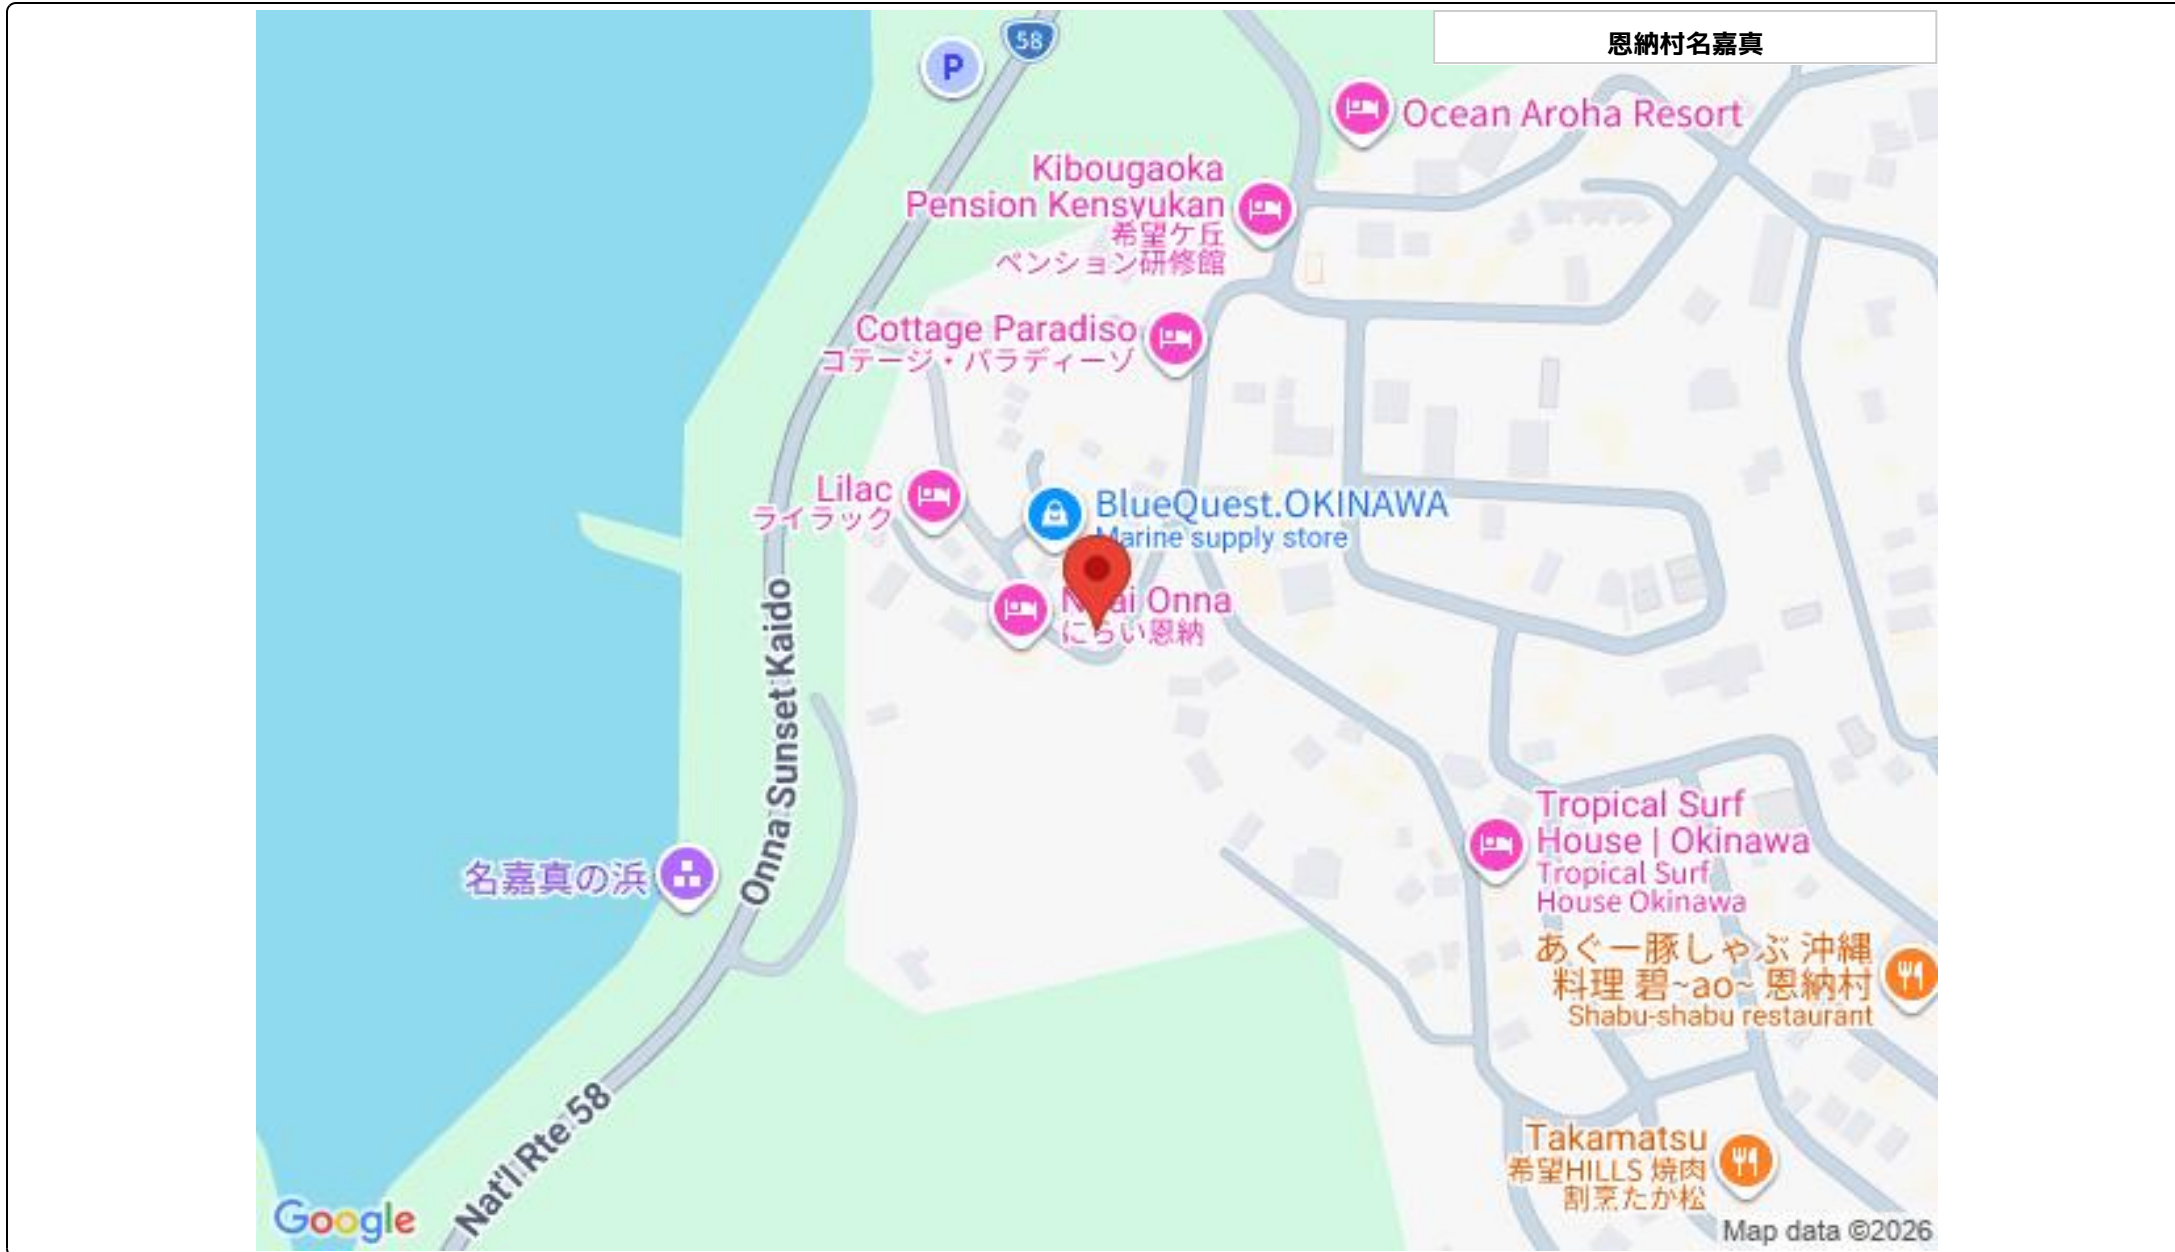 恩納村名嘉真
58
P
Ocean Aroha Resort
Kibougaoka
Pension Kensyukan
希望ケ丘
ペンション研修館
Cottage Paradiso
コテージ・パラディーゾ
Lilac
ライラック
BlueQuest.OKINAWA
Marine supply store
Onna
にらい恩納
Onna Sunset Kaido
名嘉真の浜
Tropical Surf
House | Okinawa
Tropical Surf
House Okinawa
あぐー豚しゃぶ 沖縄
料理 碧~ao~ 恩納村
Shabu-shabu restaurant
Nat'l Rte 58
Takamatsu
希望HILLS 焼肉
割烹たか松
Google
Map data ©2026